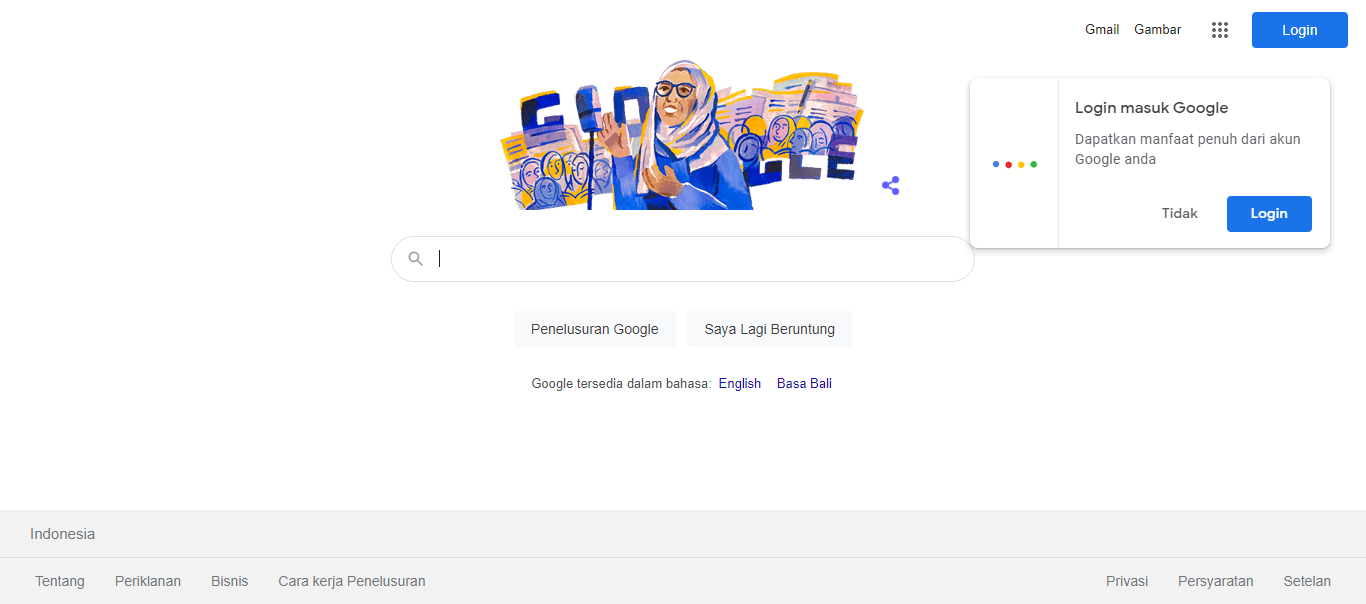 Gmail Gambar Login
GOOGLE
Login masuk Google
Dapatkan manfaat penuh dari akun
Google anda
Tidak Login
Penelusuran Google Saya Lagi Beruntung
Google tersedia dalam bahasa: English Basa Bali
Indonesia
Tentang Periklanan Bisnis Cara kerja Penelusuran Privasi Persyaratan Setelan